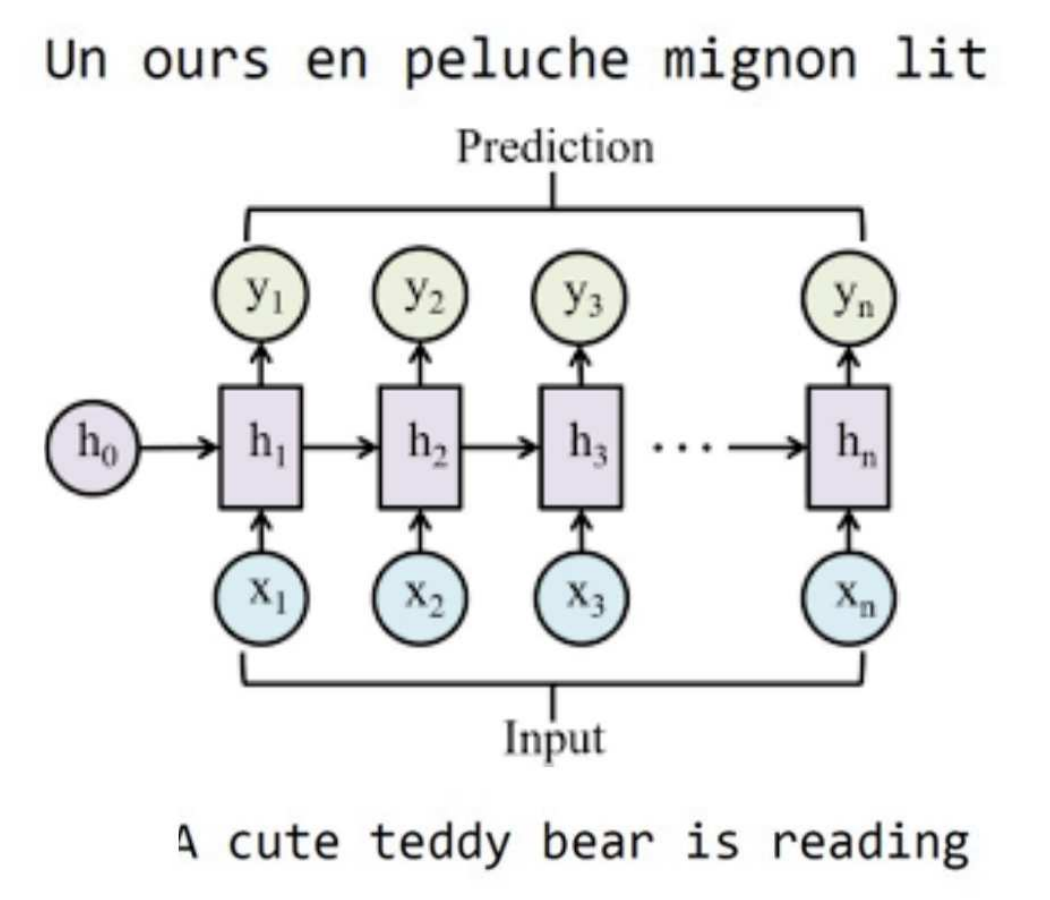 Un ours en peluche mignon lit
Prediction
y₁ y₂ y₃ yₙ
h₀ h₁ h₂ h₃ ... hₙ
x₁ x₂ x₃ xₙ
Input
A cute teddy bear is reading